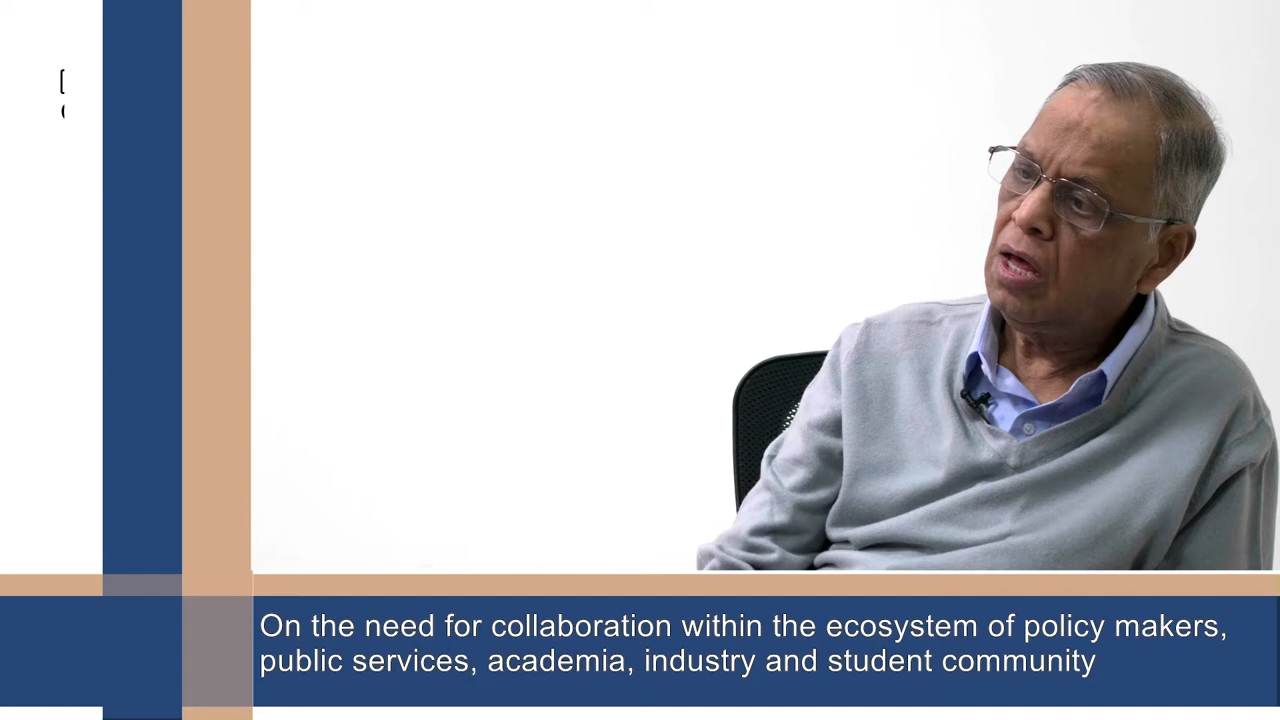 On the need for collaboration within the ecosystem of policy makers,
public services, academia, industry and student community